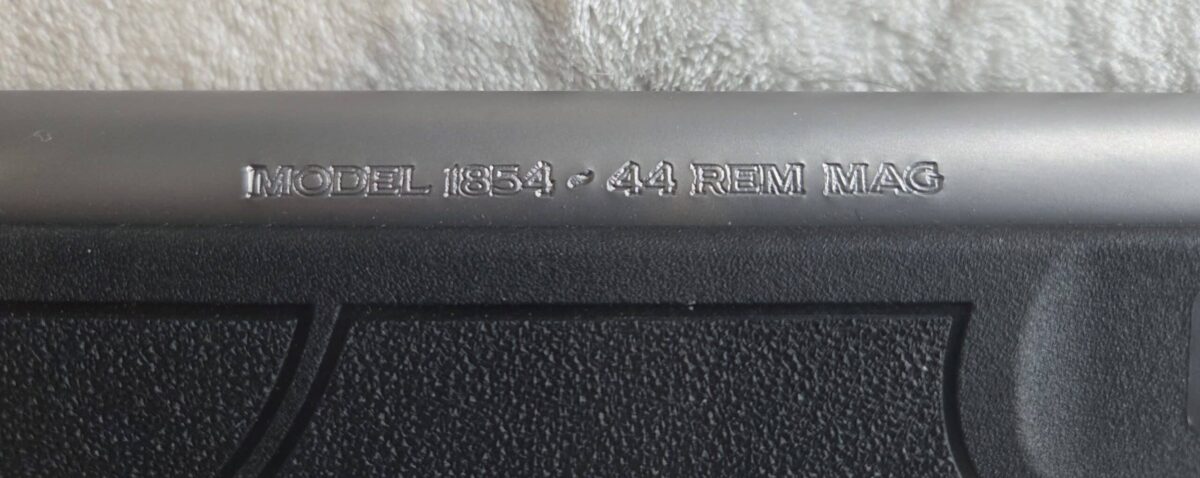 MODEL 1854 - 44 REM MAG